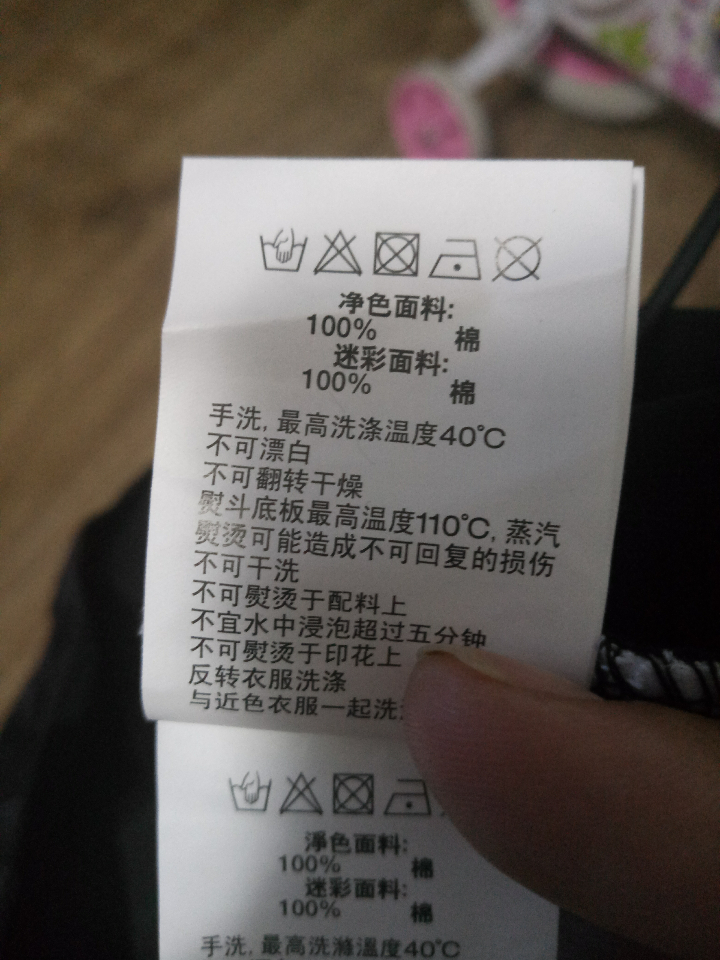 净色面料:
100% 棉
迷彩面料:
100% 棉
手洗, 最高洗涤温度40℃
不可漂白
不可翻转干燥
熨斗底板最高温度110℃, 蒸汽
熨烫可能造成不可回复的损伤
不可干洗
不可熨烫于配料上
不宜水中浸泡超过五分钟
不可熨烫于印花上
反转衣服洗涤
与近色衣服一起洗
淨色面料:
100% 棉
迷彩面料:
100% 棉
手洗, 最高洗滌溫度40℃